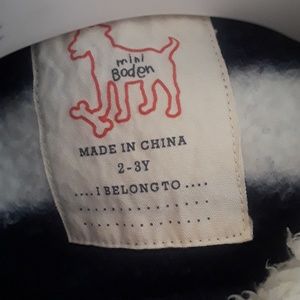 mini
Boden
MADE IN CHINA
2-3Y
....I BELONG TO....
................
................